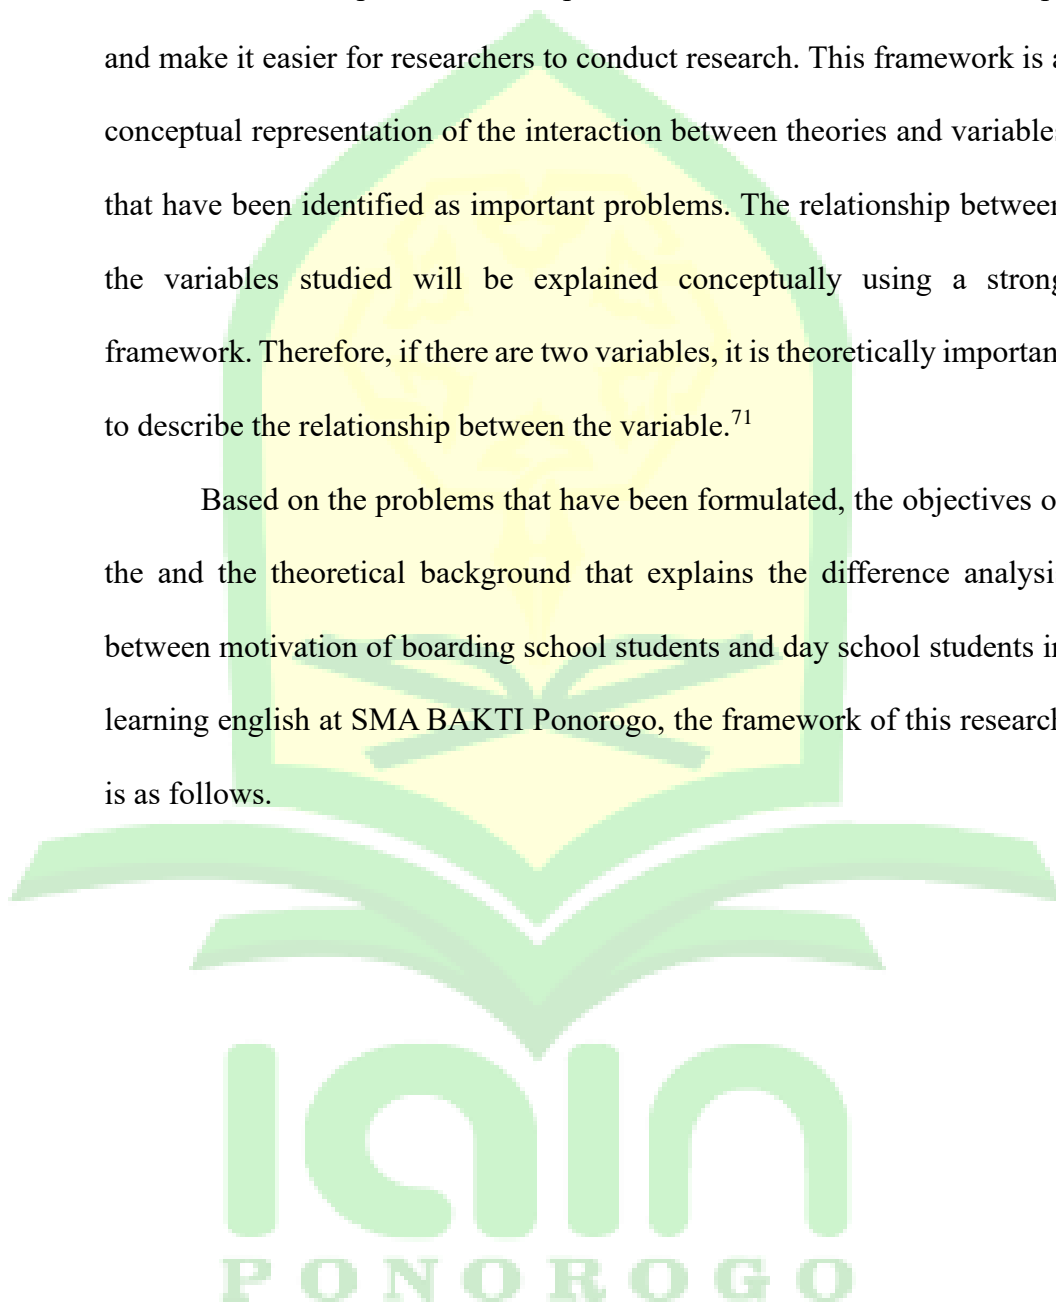 and make it easier for researchers to conduct research. This framework is a
conceptual representation of the interaction between theories and variables
that have been identified as important problems. The relationship between
the variables studied will be explained conceptually using a strong
framework. Therefore, if there are two variables, it is theoretically important
to describe the relationship between the variable.71
Based on the problems that have been formulated, the objectives o
the and the theoretical background that explains the difference analysis
between motivation of boarding school students and day school students in
learning english at SMA BAKTI Ponorogo, the framework of this research
is as follows.
iain
PONOROGO